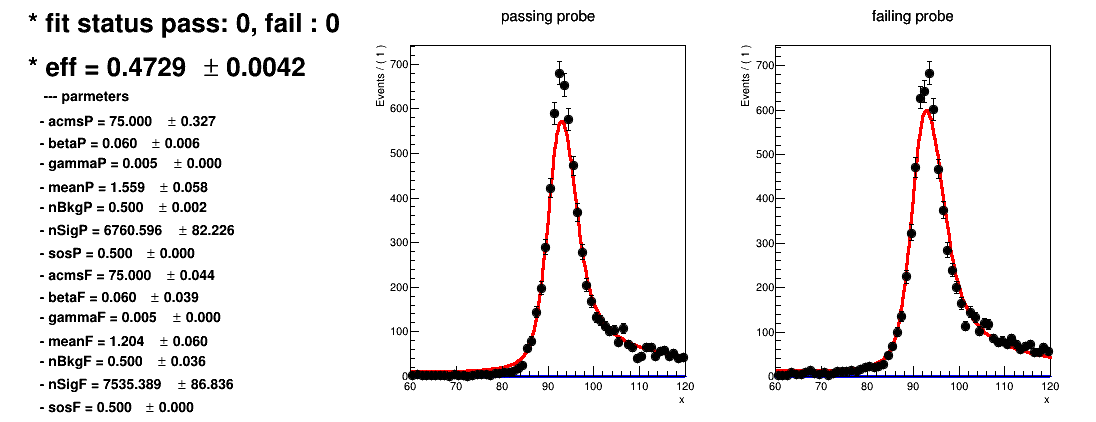 * fit status pass: 0, fail : 0
* eff = 0.4729 ± 0.0042
--- parmeters
- acmsP = 75.000 ± 0.327
- betaP = 0.060 ± 0.006
- gammaP = 0.005 ± 0.000
- meanP = 1.559 ± 0.058
- nBkgP = 0.500 ± 0.002
- nSigP = 6760.596 ± 82.226
- sosP = 0.500 ± 0.000
- acmsF = 75.000 ± 0.044
- betaF = 0.060 ± 0.039
- gammaF = 0.005 ± 0.000
- meanF = 1.204 ± 0.060
- nBkgF = 0.500 ± 0.036
- nSigF = 7535.389 ± 86.836
- sosF = 0.500 ± 0.000
passing probe
Events / ( 1 )
700
600
500
400
300
200
100
0
60 70 80 90 100 110 120
x
failing probe
Events / ( 1 )
700
600
500
400
300
200
100
0
60 70 80 90 100 110 120
x